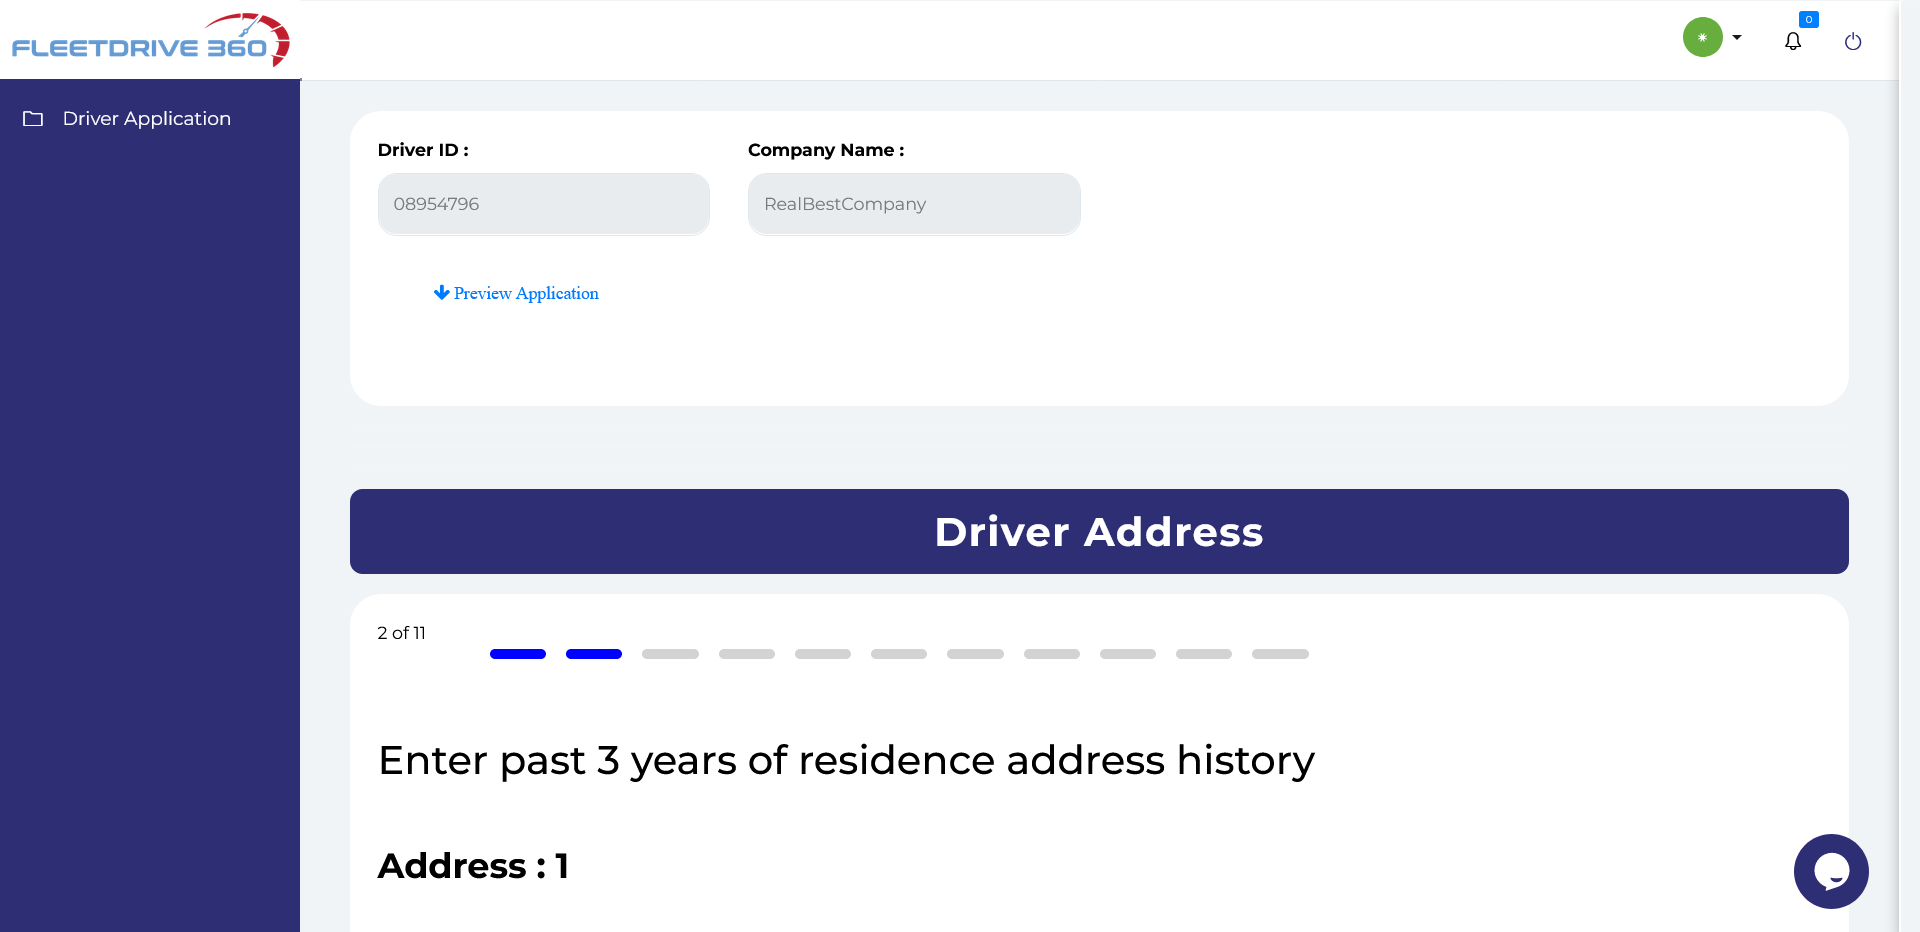 FLEETDRIVE 360
0
Driver Application
Driver ID :
Company Name :
08954796
RealBestCompany
Preview Application
Driver Address
2 of 11
Enter past 3 years of residence address history
Address : 1